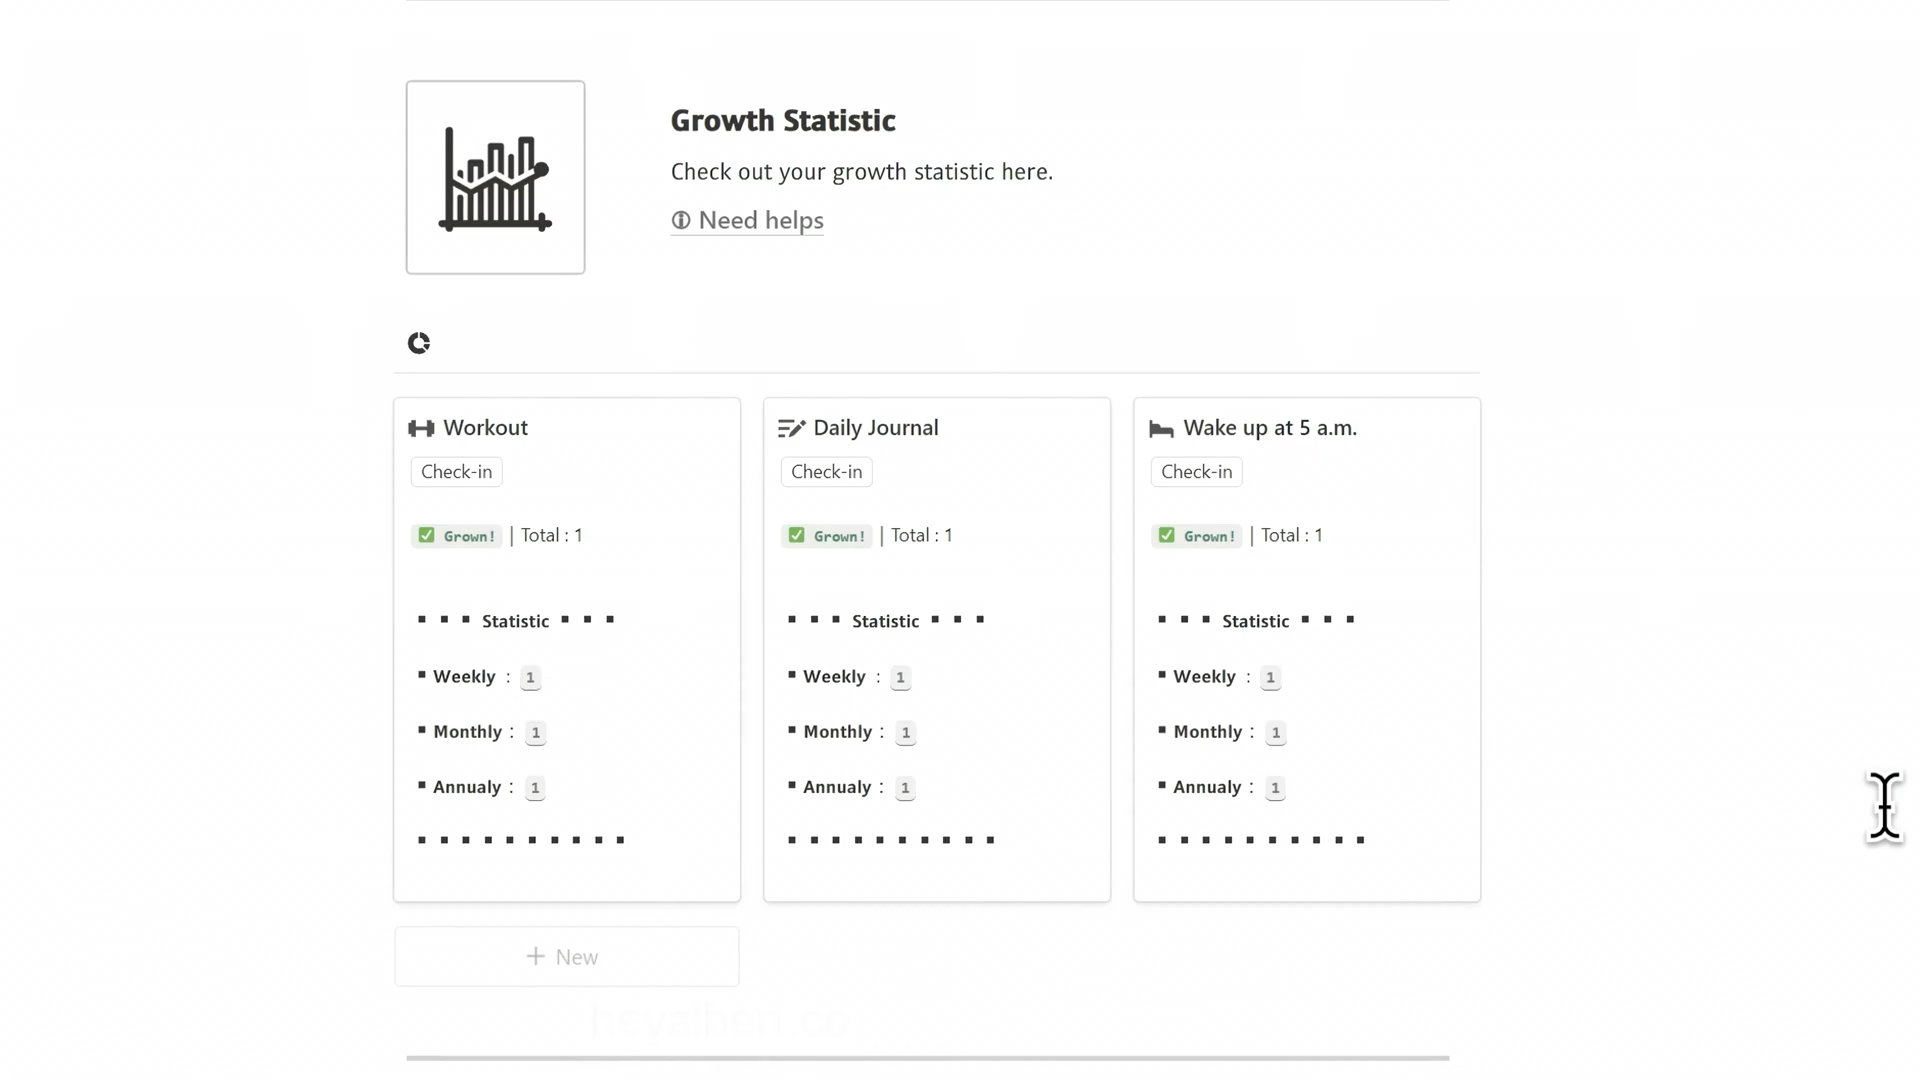 Growth Statistic
Check out your growth statistic here.
Need helps
Workout
Check-in
✅ Grown! | Total : 1
▪ ▪ ▪ Statistic ▪ ▪ ▪
▪ Weekly : 1
▪ Monthly : 1
▪ Annualy : 1
Daily Journal
Check-in
✅ Grown! | Total : 1
▪ ▪ ▪ Statistic ▪ ▪ ▪
▪ Weekly : 1
▪ Monthly : 1
▪ Annualy : 1
Wake up at 5 a.m.
Check-in
✅ Grown! | Total : 1
▪ ▪ ▪ Statistic ▪ ▪ ▪
▪ Weekly : 1
▪ Monthly : 1
▪ Annualy : 1
+ New